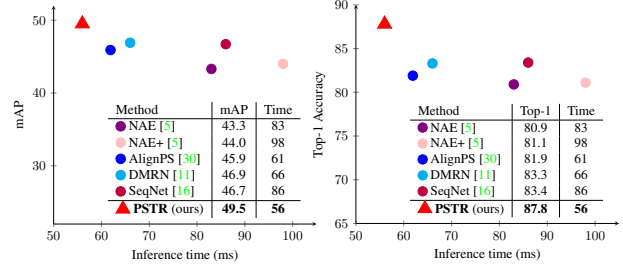 50
40
30
mAP
Method mAP Time
NAE [5] 43.3 83
NAE+ [5] 44.0 98
AlignPS [30] 45.9 61
DMRN [11] 46.9 66
SeqNet [16] 46.7 86
PSTR (ours) 49.5 56
50 60 70 80 90 100
Inference time (ms)
90
85
80
75
70
65
Top-1 Accuracy
Method Top-1 Time
NAE [5] 80.9 83
NAE+ [5] 81.1 98
AlignPS [30] 81.9 61
DMRN [11] 83.3 66
SeqNet [16] 83.4 86
PSTR (ours) 87.8 56
50 60 70 80 90 100
Inference time (ms)